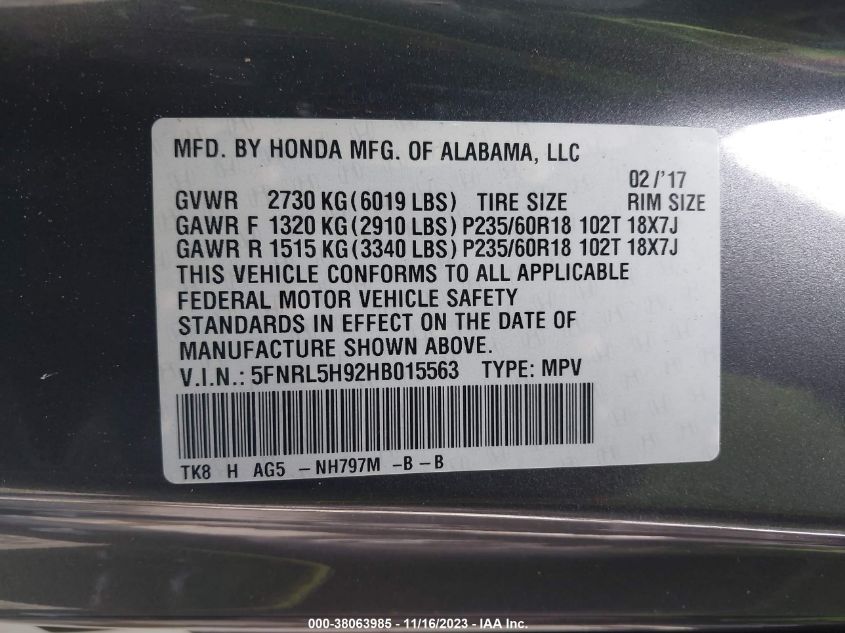 MFD. BY HONDA MFG. OF ALABAMA, LLC
02/'17
GVWR 2730 KG(6019 LBS) TIRE SIZE RIM SIZE
GAWR F 1320 KG(2910 LBS) P235/60R18 102T 18X7J
GAWR R 1515 KG(3340 LBS) P235/60R18 102T 18X7J
THIS VEHICLE CONFORMS TO ALL APPLICABLE
FEDERAL MOTOR VEHICLE SAFETY
STANDARDS IN EFFECT ON THE DATE OF
MANUFACTURE SHOWN ABOVE.
V.I.N.: 5FNRL5H92HB015563 TYPE: MPV
TK8 H AG5 -NH797M -B-B
000-38063985 - 11/16/2023 - IAA Inc.